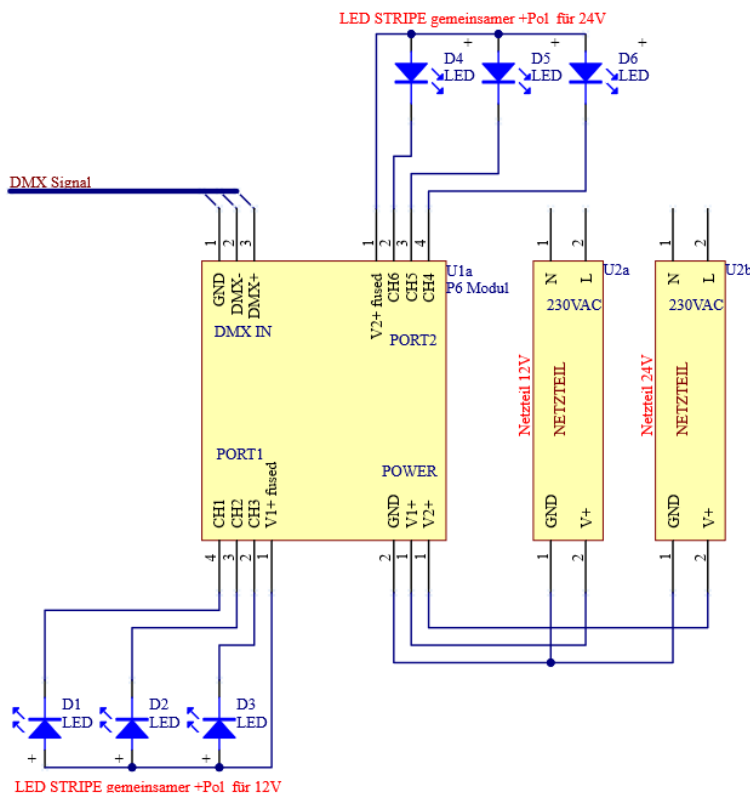 LED STRIPE gemeinsamer +Pol  für 24V
+ + +
D4 D5 D6
LED LED LED
DMX Signal
1 2 3
1 2 3 4
1 2
1 2
GND DMX- DMX+
V2+ fused CH6 CH5 CH4
N L
N L
U1a
P6 Modul
U2a
U2b
DMX IN
PORT2
230VAC
230VAC
Netzteil 12V
NETZTEIL
Netzteil 24V
NETZTEIL
PORT1
POWER
CH1 CH2 CH3 V1+ fused
GND V1+ V2+
GND V+
GND V+
4 3 2 1
2 1 1
1 2
1 2
D1 D2 D3
LED LED LED
+ + +
LED STRIPE gemeinsamer +Pol  für 12V